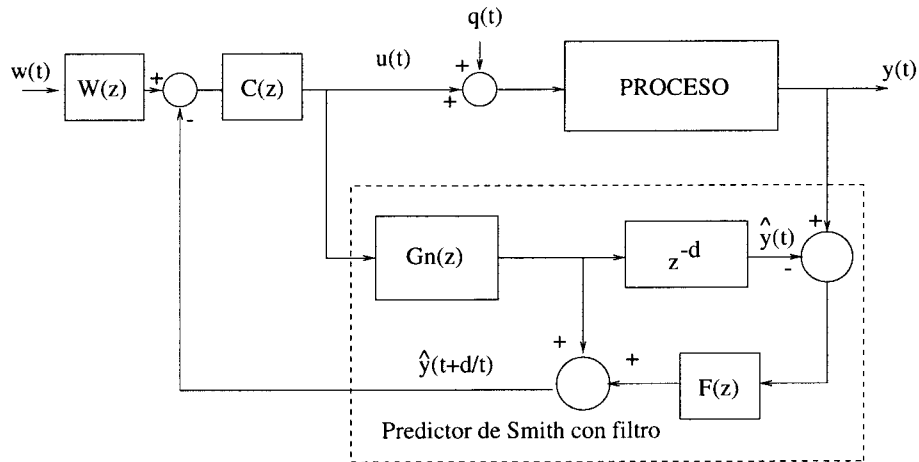 q(t)
w(t)
W(z)
+
-
C(z)
u(t)
+
+
PROCESO
y(t)
Gn(z)
z^-d
ŷ(t)
+
-
+
+
ŷ(t+d/t)
F(z)
Predictor de Smith con filtro